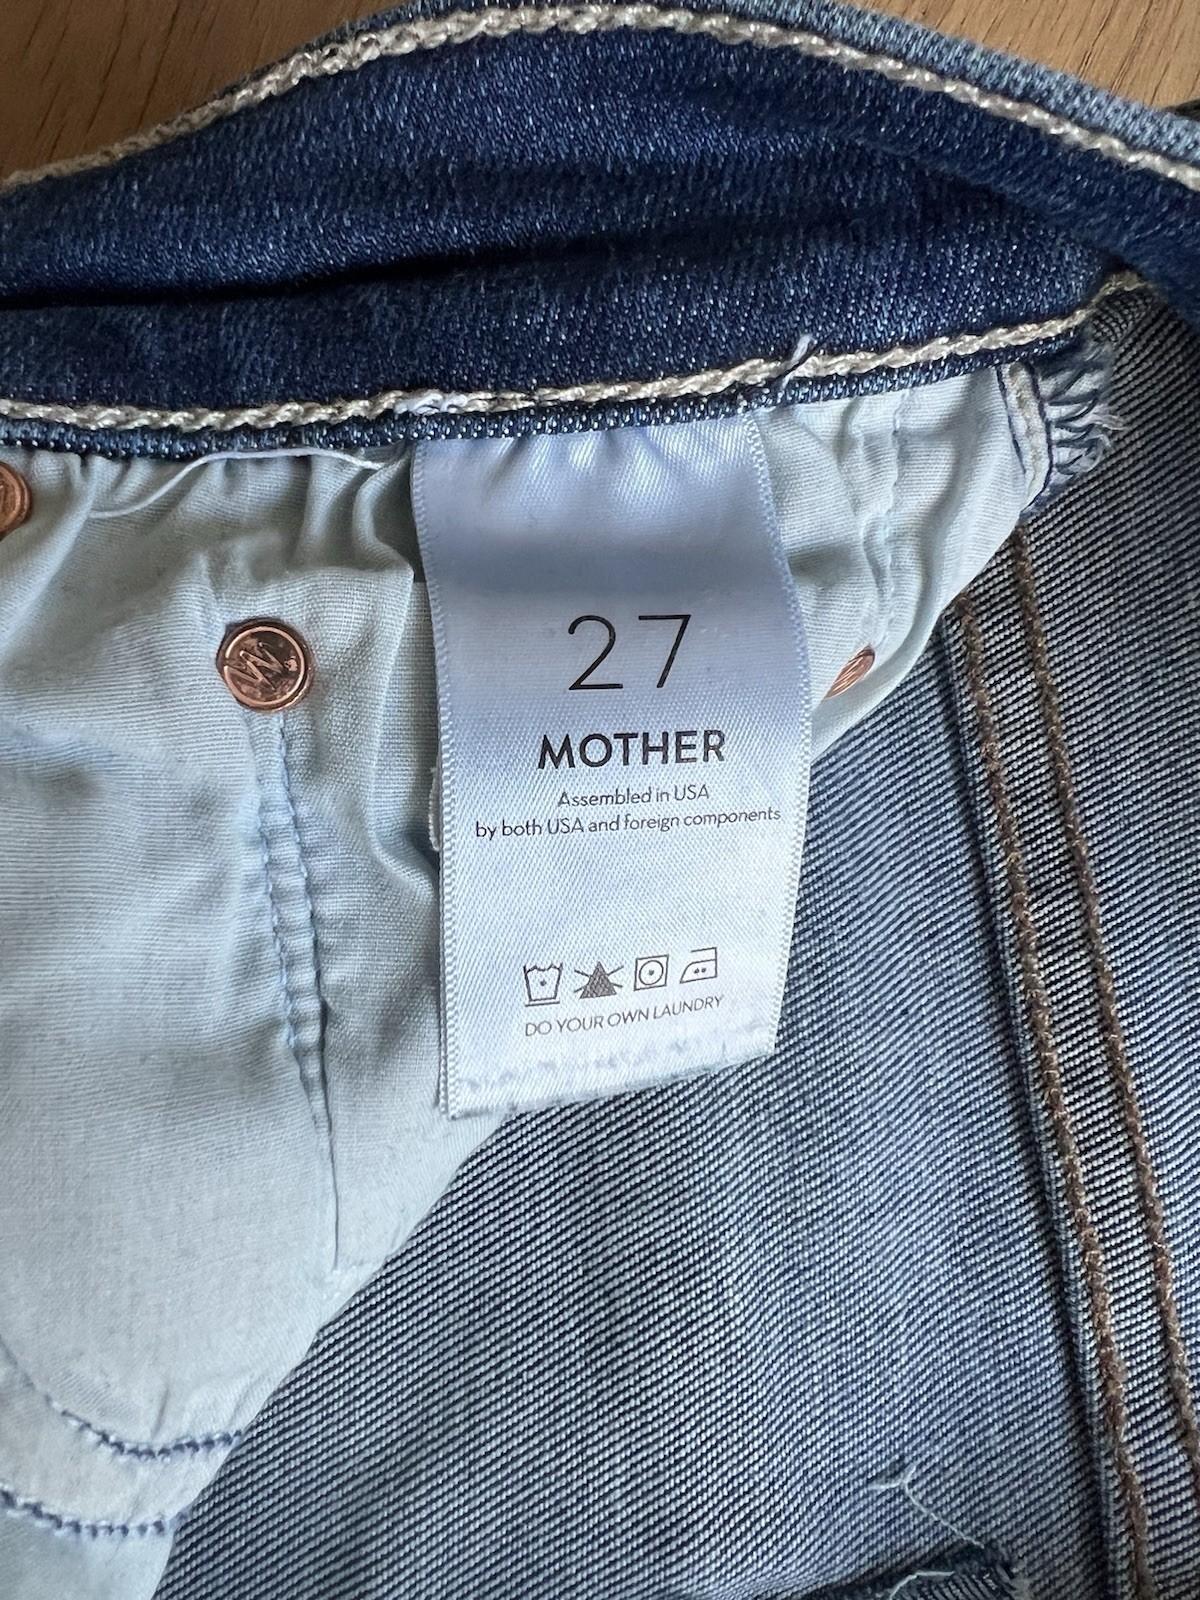 27
MOTHER
Assembled in USA
by both USA and foreign components
DO YOUR OWN LAUNDRY